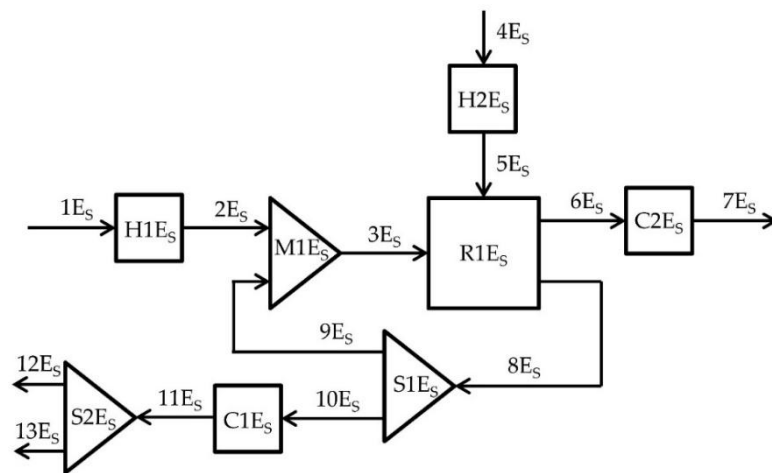 4E_S
H2E_S
5E_S
1E_S
H1E_S
2E_S
M1E_S
3E_S
R1E_S
6E_S
C2E_S
7E_S
9E_S
8E_S
S1E_S
12E_S
11E_S
10E_S
S2E_S
C1E_S
13E_S